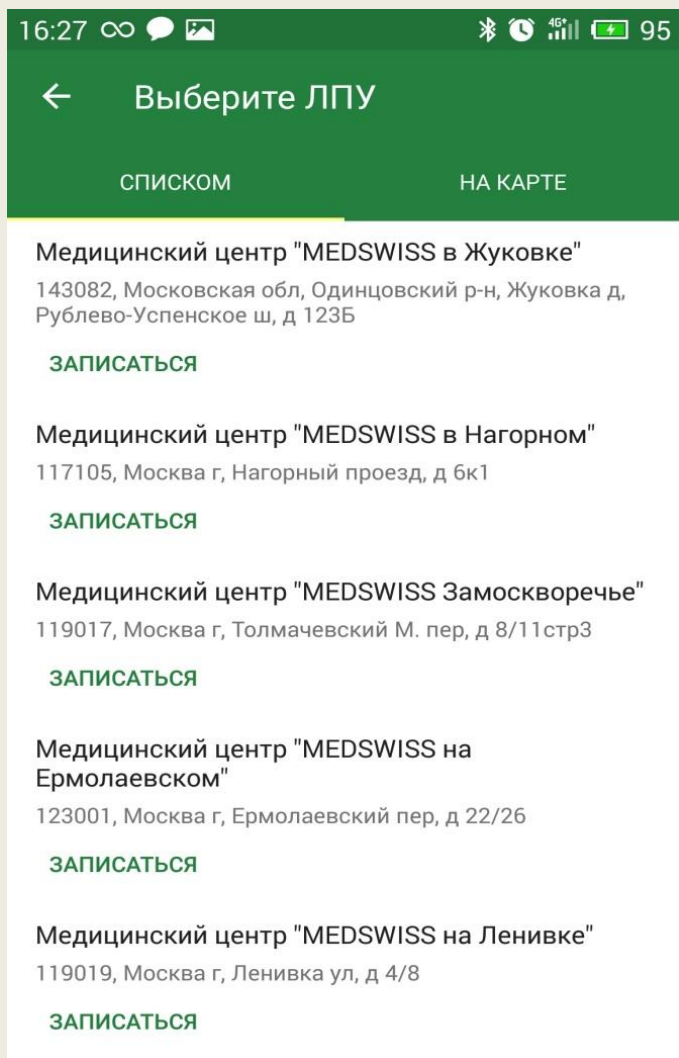 16:27 95
Выберите ЛПУ
СПИСКОМ НА КАРТЕ
Медицинский центр "MEDSWISS в Жуковке"
143082, Московская обл, Одинцовский р-н, Жуковка д,
Рублево-Успенское ш, д 123Б
ЗАПИСАТЬСЯ
Медицинский центр "MEDSWISS в Нагорном"
117105, Москва г, Нагорный проезд, д 6к1
ЗАПИСАТЬСЯ
Медицинский центр "MEDSWISS Замоскворечье"
119017, Москва г, Толмачевский М. пер, д 8/11стр3
ЗАПИСАТЬСЯ
Медицинский центр "MEDSWISS на
Ермолаевском"
123001, Москва г, Ермолаевский пер, д 22/26
ЗАПИСАТЬСЯ
Медицинский центр "MEDSWISS на Ленивке"
119019, Москва г, Ленивка ул, д 4/8
ЗАПИСАТЬСЯ